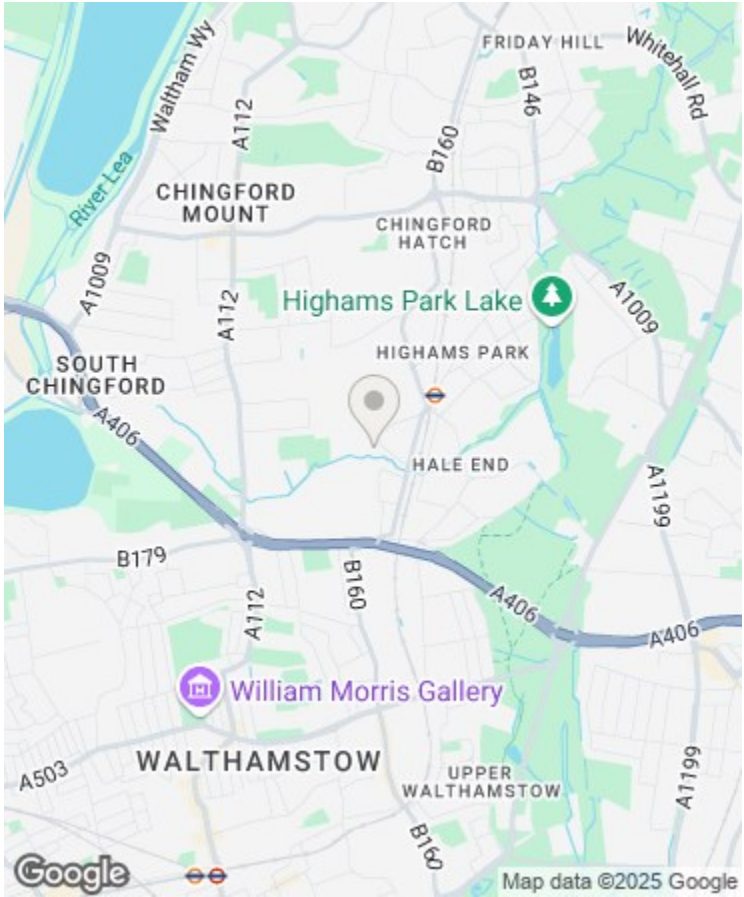 FRIDAY HILL
Whitehall Rd
Waltham Wy
A112
B146
B160
River Lea
CHINGFORD
MOUNT
CHINGFORD
HATCH
A1009
A112
Highams Park Lake
A1009
HIGHAMS PARK
SOUTH
CHINGFORD
A406
HALE END
A1199
B179
B160
A112
A406
A406
William Morris Gallery
WALTHAMSTOW
A503
UPPER
WALTHAMSTOW
A1199
B160
Google
Map data ©2025 Google